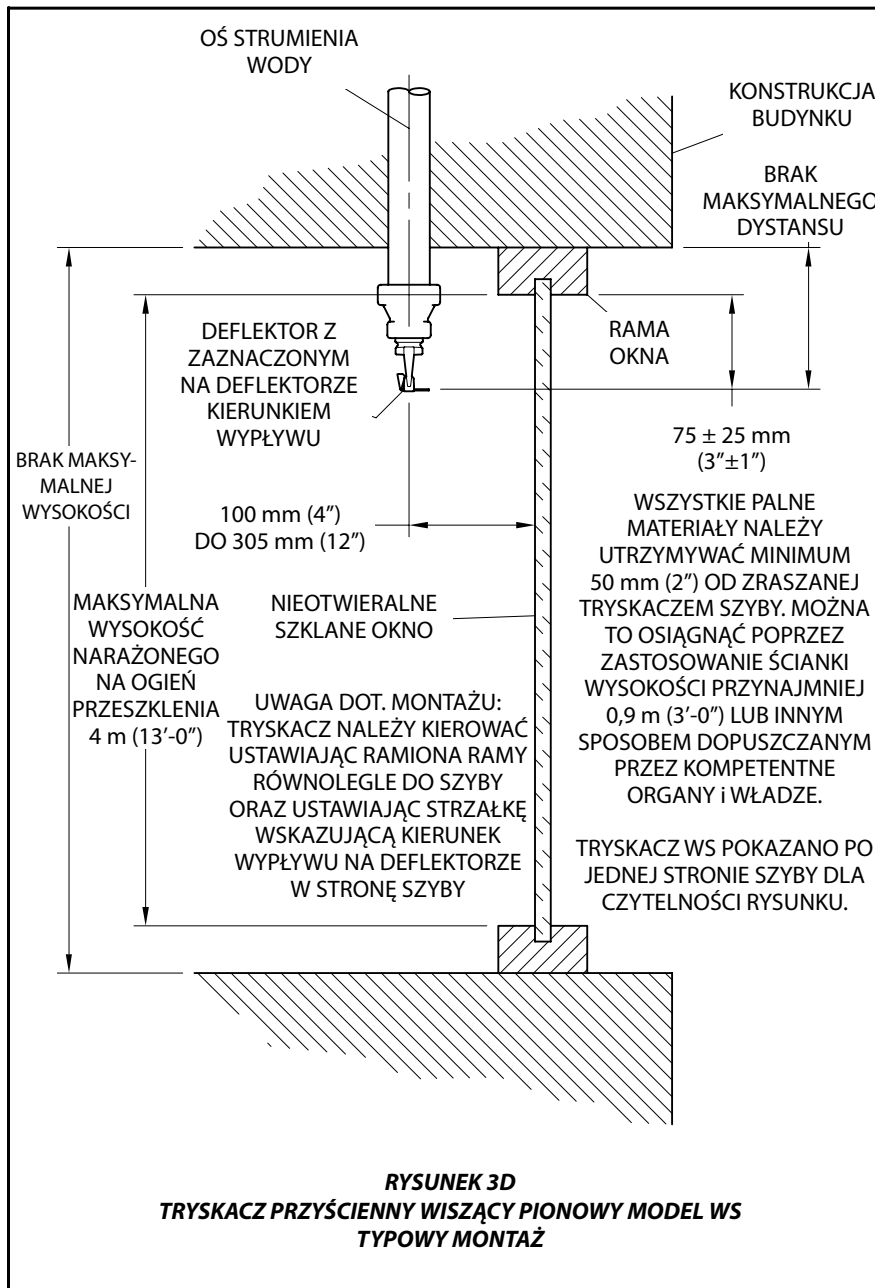 OŚ STRUMIENIA
WODY
KONSTRUKCJA
BUDYNKU
BRAK
MAKSYMALNEGO
DYSTANSU
DEFLEKTOR Z
ZAZNACZONYM
NA DEFLEKTORZE
KIERUNKIEM
WYPŁYWU
RAMA
OKNA
BRAK MAKSY-
MALNEJ
WYSOKOŚCI
75 ± 25 mm
(3”±1”)
100 mm (4”)
DO 305 mm (12”)
MAKSYMALNA
WYSOKOŚĆ
NARAŻONEGO
NA OGIEŃ
PRZESZKLENIA
4 m (13’-0”)
NIEOTWIERALNE
SZKLANE OKNO
WSZYSTKIE PALNE
MATERIAŁY NALEŻY
UTRZYMYWAĆ MINIMUM
50 mm (2”) OD ZRASZANEJ
TRYSKACZEM SZYBY. MOŻNA
TO OSIĄGNĄĆ POPRZEZ
ZASTOSOWANIE ŚCIANKI
WYSOKOŚCI PRZYNAJMNIEJ
0,9 m (3’-0”) LUB INNYM
SPOSOBEM DOPUSZCZANYM
PRZEZ KOMPETENTNE
ORGANY i WŁADZE.
UWAGA DOT. MONTAŻU:
TRYSKACZ NALEŻY KIEROWAĆ
USTAWIAJĄC RAMIONA RAMY
RÓWNOLEGLE DO SZYBY
ORAZ USTAWIAJĄC STRZAŁKĘ
WSKAZUJĄCĄ KIERUNEK
WYPŁYWU NA DEFLEKTORZE
W STRONĘ SZYBY
TRYSKACZ WS POKAZANO PO
JEDNEJ STRONIE SZYBY DLA
CZYTELNOŚCI RYSUNKU.
RYSUNEK 3D
TRYSKACZ PRZYŚCIENNY WISZĄCY PIONOWY MODEL WS
TYPOWY MONTAŻ